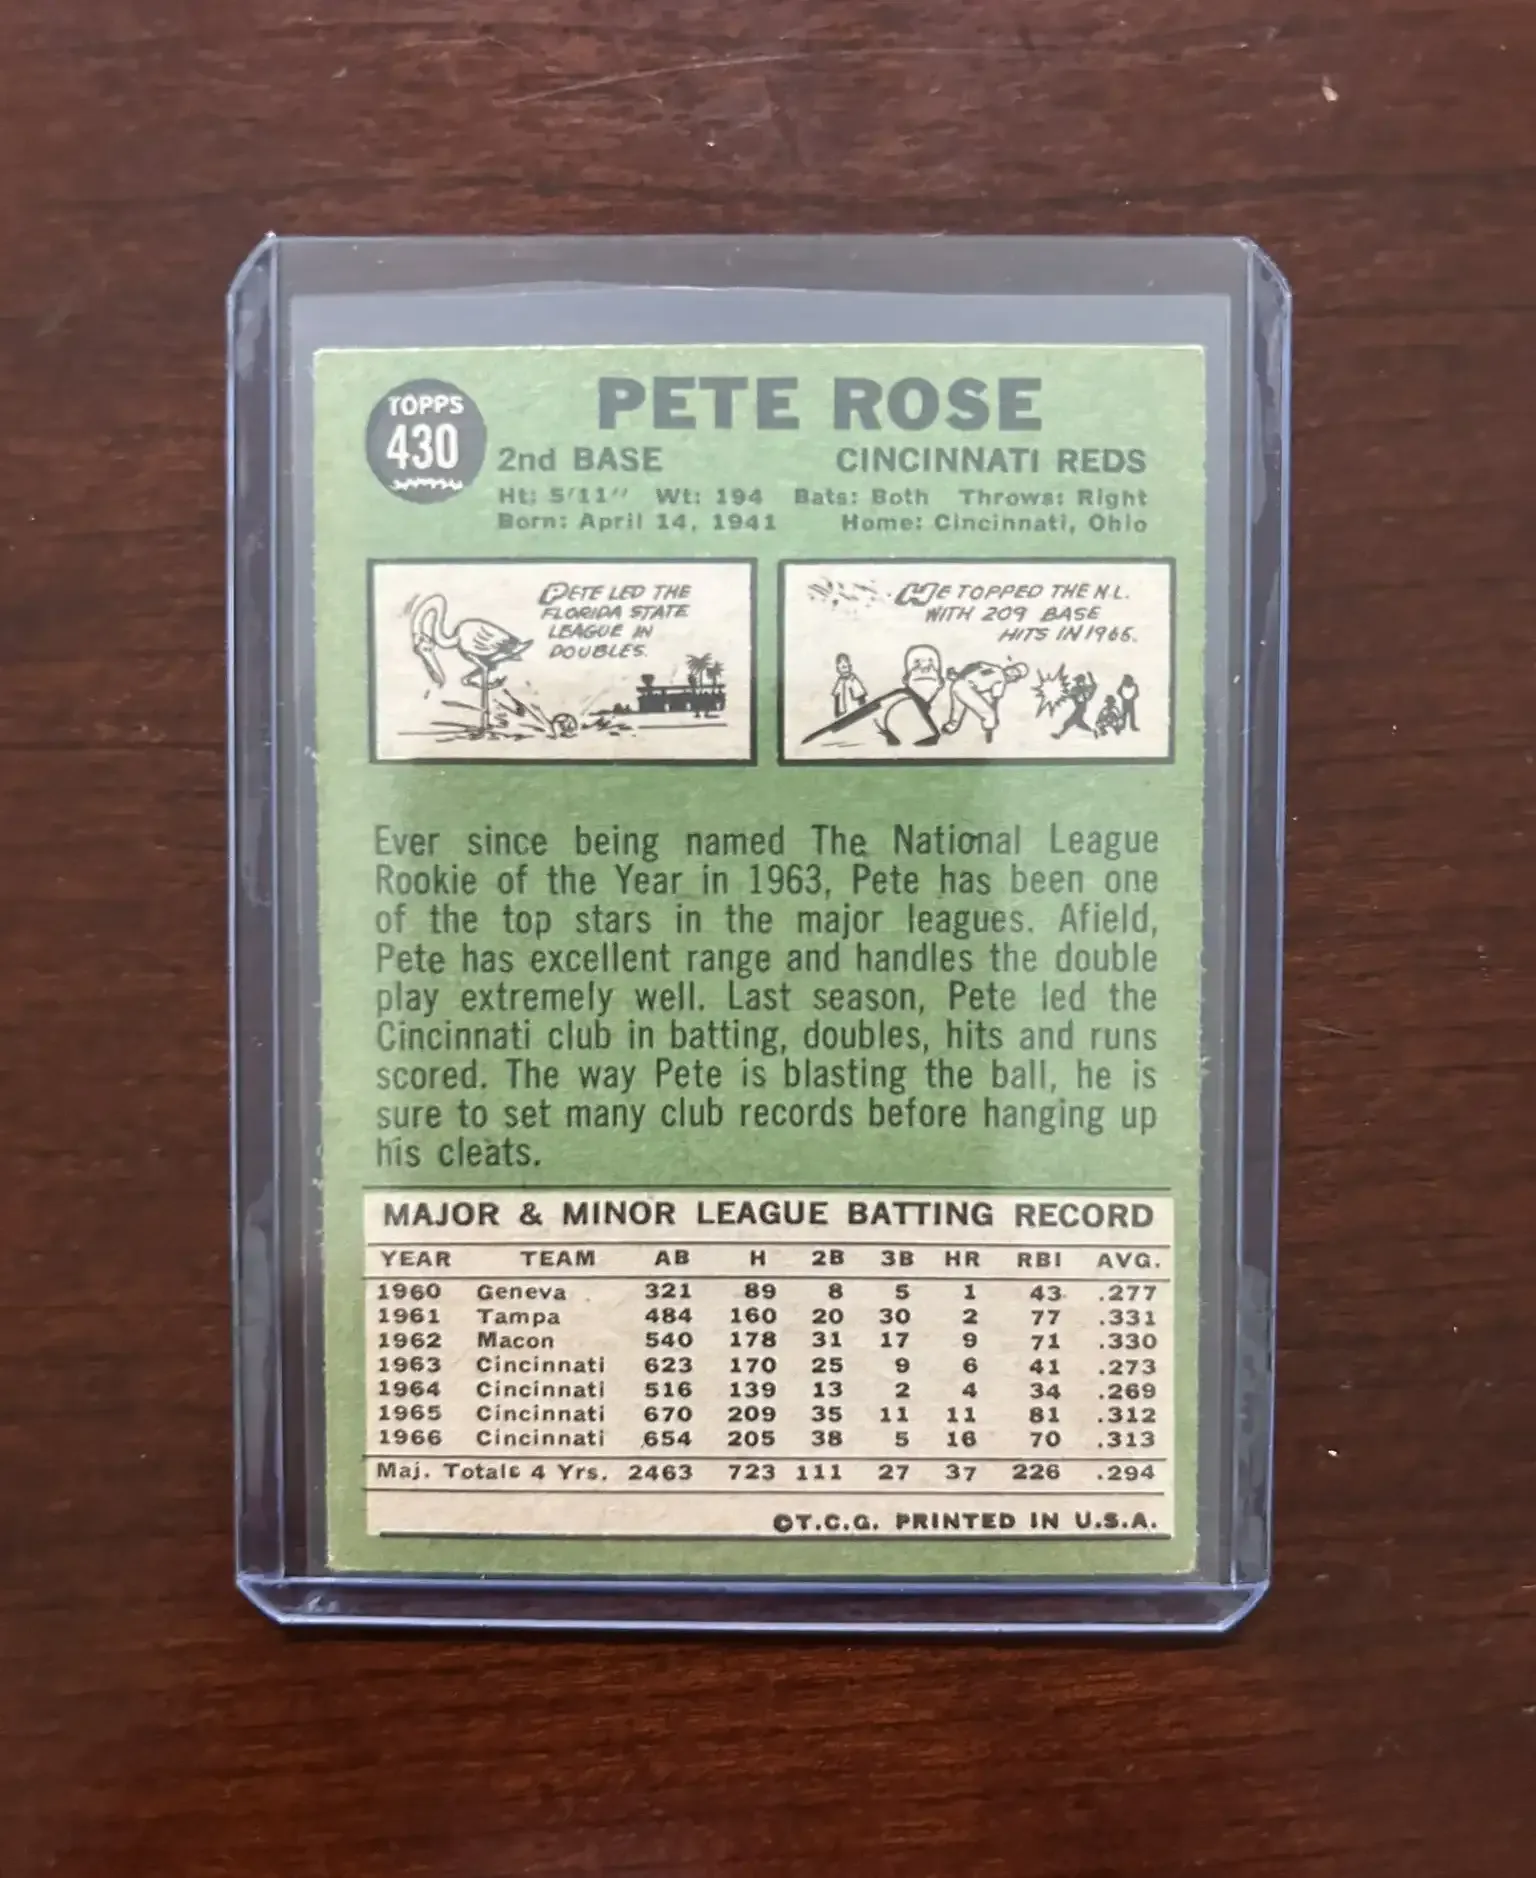 TOPPS
430
PETE ROSE
2nd BASE CINCINNATI REDS
Ht: 5'11" Wt: 194 Bats: Both Throws: Right
Born: April 14, 1941 Home: Cincinnati, Ohio
PETE LED THE
FLORIDA STATE
LEAGUE IN
DOUBLES.
HE TOPPED THE N.L.
WITH 209 BASE
HITS IN 1965.
Ever since being named The National League
Rookie of the Year in 1963, Pete has been one
of the top stars in the major leagues. Afield,
Pete has excellent range and handles the double
play extremely well. Last season, Pete led the
Cincinnati club in batting, doubles, hits and runs
scored. The way Pete is blasting the ball, he is
sure to set many club records before hanging up
his cleats.
MAJOR & MINOR LEAGUE BATTING RECORD
YEAR TEAM AB H 2B 3B HR RBI AVG.
1960 Geneva 321 89 8 5 1 43 .277
1961 Tampa 484 160 20 30 2 77 .331
1962 Macon 540 178 31 17 9 71 .330
1963 Cincinnati 623 170 25 9 6 41 .273
1964 Cincinnati 516 139 13 2 4 34 .269
1965 Cincinnati 670 209 35 11 11 81 .312
1966 Cincinnati 654 205 38 5 16 70 .313
Maj. Totals 4 Yrs. 2463 723 111 27 37 226 .294
©T.C.G. PRINTED IN U.S.A.